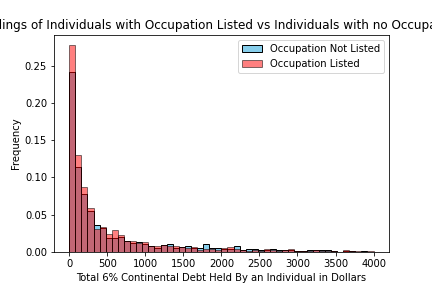 lings of Individuals with Occupation Listed vs Individuals with no Occupa
Occupation Not Listed
Occupation Listed
0.25
0.20
0.15
0.10
0.05
0.00
Frequency
0 500 1000 1500 2000 2500 3000 3500 4000
Total 6% Continental Debt Held By an Individual in Dollars